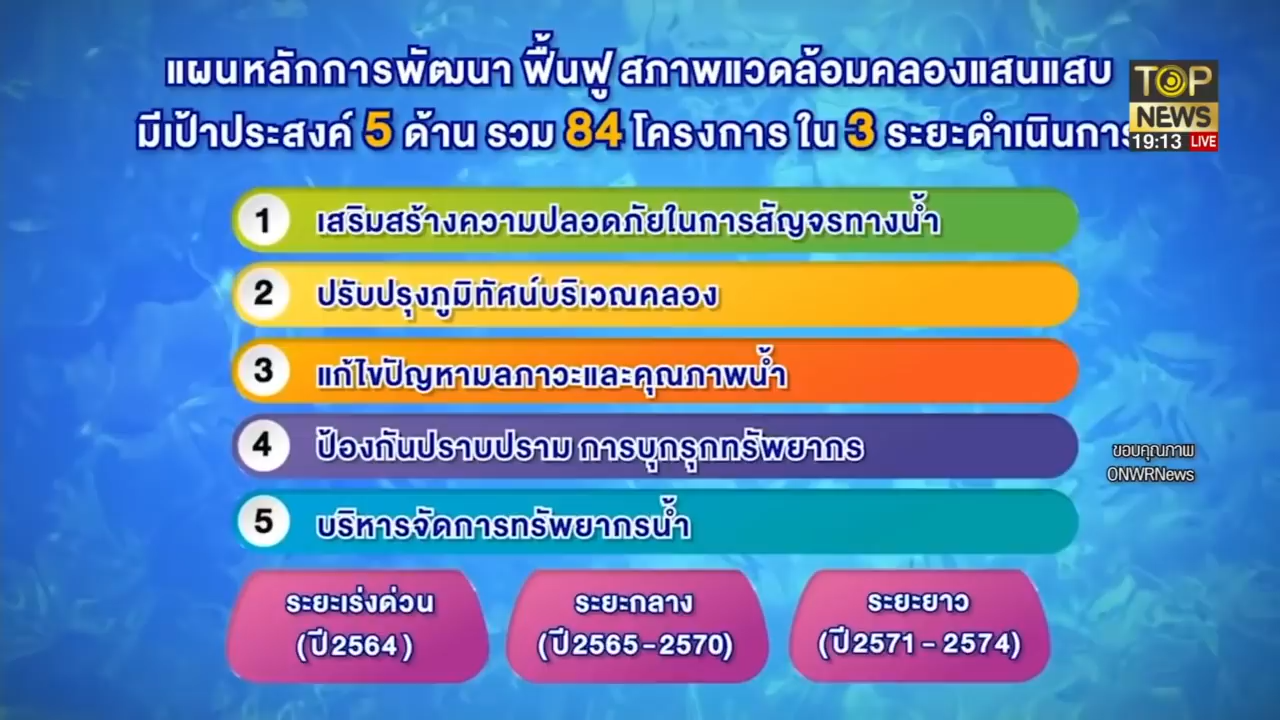 แผนหลักการพัฒนา ฟื้นฟู สภาพแวดล้อมคลองแสนแสบ
มีเป้าประสงค์ 5 ด้าน รวม 84 โครงการ ใน 3 ระยะดำเนินการ
TOP
NEWS
19:13 LIVE
1 เสริมสร้างความปลอดภัยในการสัญจรทางน้ำ
2 ปรับปรุงภูมิทัศน์บริเวณคลอง
3 แก้ไขปัญหามลภาวะและคุณภาพน้ำ
4 ป้องกันปราบปราม การบุกรุกทรัพยากร
5 บริหารจัดการทรัพยากรน้ำ
ขอบคุณภาพ
ONWRNews
ระยะเร่งด่วน
(ปี2564)
ระยะกลาง
(ปี2565-2570)
ระยะยาว
(ปี2571 - 2574)